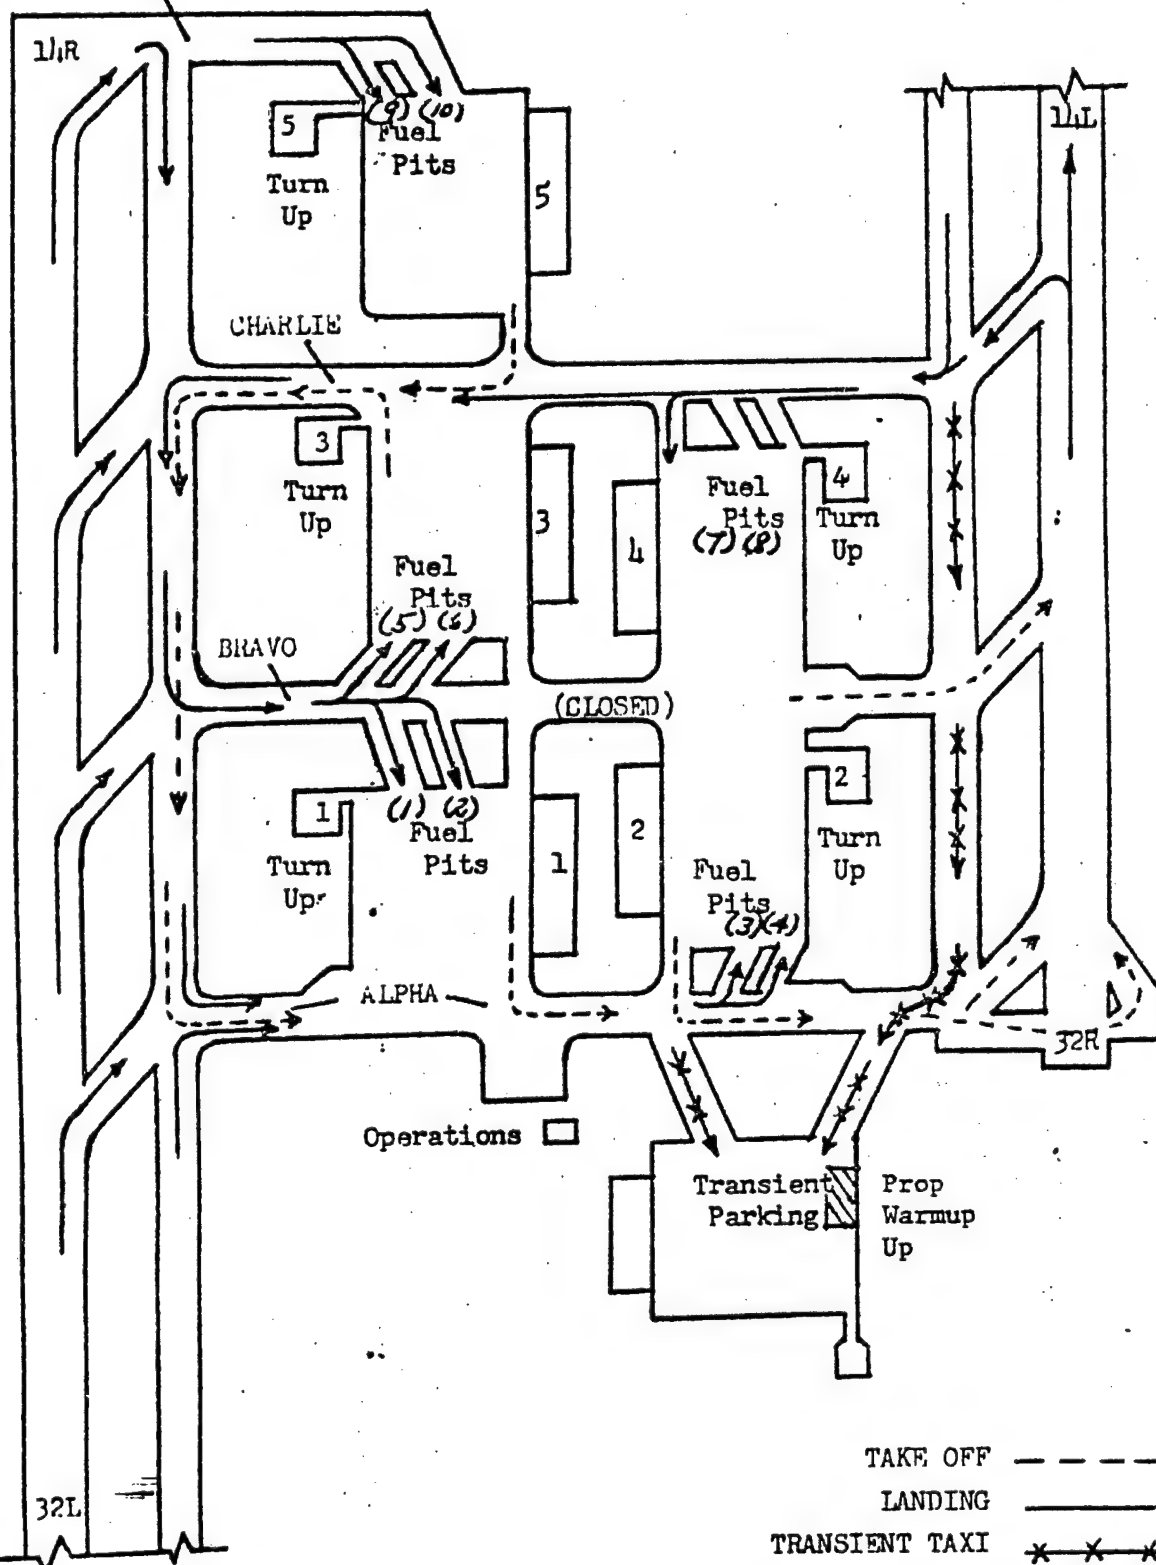 14R
14L
(9) (10)
Fuel
Pits
5
Turn
Up
5
CHARLIE
3
Turn
Up
3
4
Fuel
Pits
(7) (8)
4
Turn
Up
Fuel
Pits
(5) (6)
BRAVO
(CLOSED)
1
Turn
Up
(1) (2)
Fuel
Pits
1
2
2
Turn
Up
Fuel
Pits
(3)(4)
ALPHA
32R
Operations
Transient
Parking
Prop
Warmup
Up
32L
TAKE OFF
LANDING
TRANSIENT TAXI